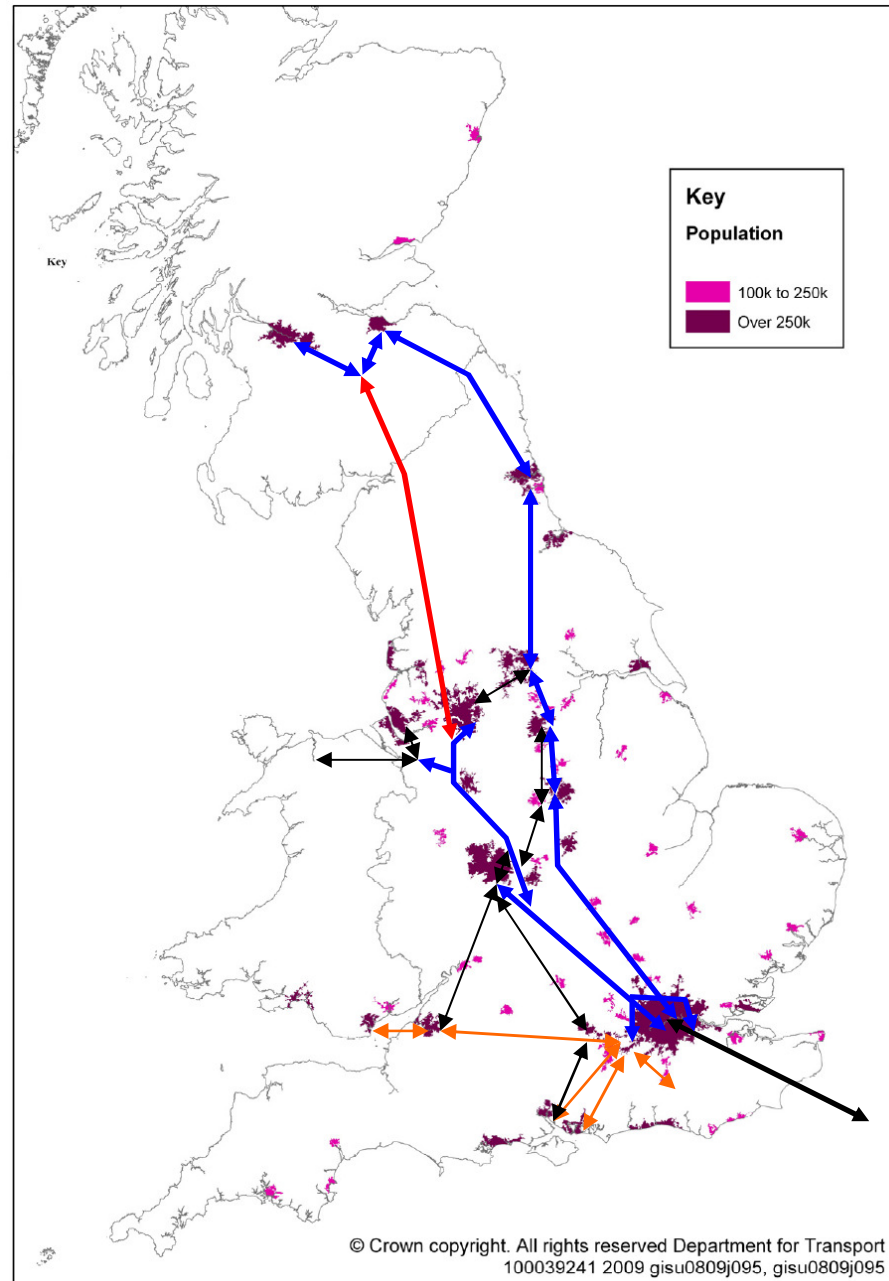 Key
Population
100k to 250k
Over 250k
Key
© Crown copyright. All rights reserved Department for Transport
100039241 2009 gisu0809j095, gisu0809j095